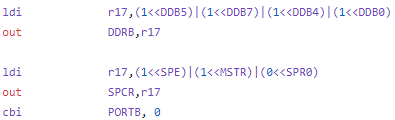 ldi r17,(1<<DDB5)|(1<<DDB7)|(1<<DDB4)|(1<<DDB0)
out DDRB,r17
ldi r17,(1<<SPE)|(1<<MSTR)|(0<<SPR0)
out SPCR,r17
cbi PORTB, 0